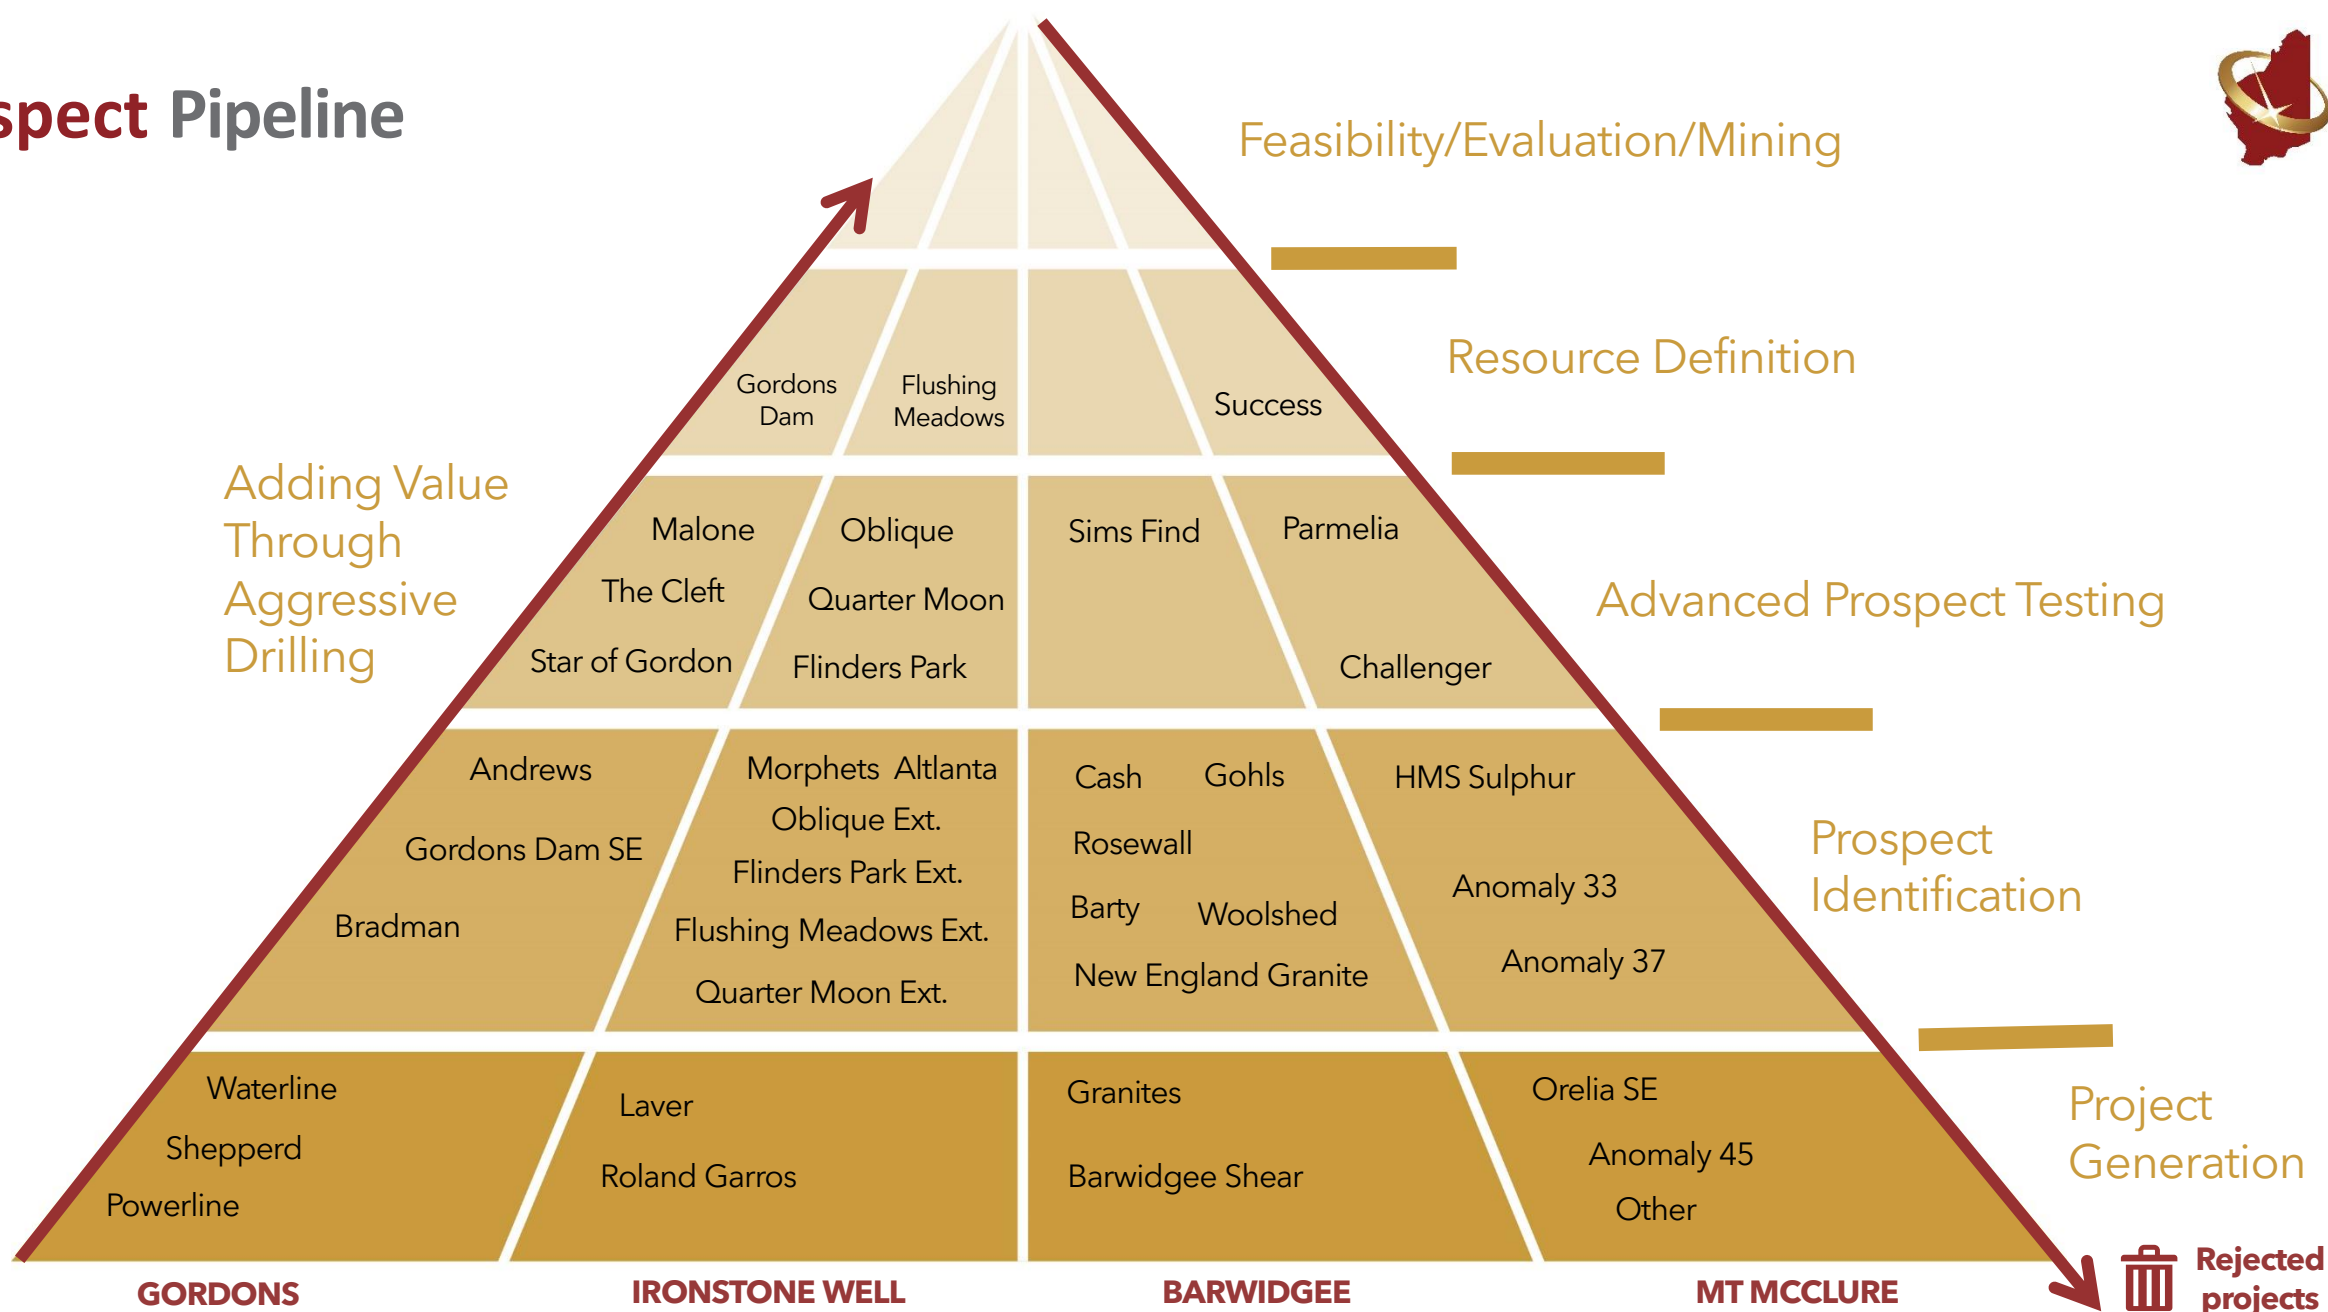 spect Pipeline
Feasibility/Evaluation/Mining
Resource Definition
Gordons
Dam
Flushing
Meadows
Success
Adding Value
Through
Aggressive
Drilling
Malone
Oblique
Sims Find
Parmelia
The Cleft
Quarter Moon
Advanced Prospect Testing
Star of Gordon
Flinders Park
Challenger
Andrews
Morphets Altlanta
Cash
Gohls
HMS Sulphur
Oblique Ext.
Gordons Dam SE
Rosewall
Prospect
Identification
Flinders Park Ext.
Anomaly 33
Bradman
Flushing Meadows Ext.
Barty
Woolshed
Anomaly 37
Quarter Moon Ext.
New England Granite
Waterline
Laver
Granites
Orelia SE
Project
Generation
Shepperd
Anomaly 45
Powerline
Roland Garros
Barwidgee Shear
Other
GORDONS
IRONSTONE WELL
BARWIDGEE
MT MCCLURE
Rejected
projects